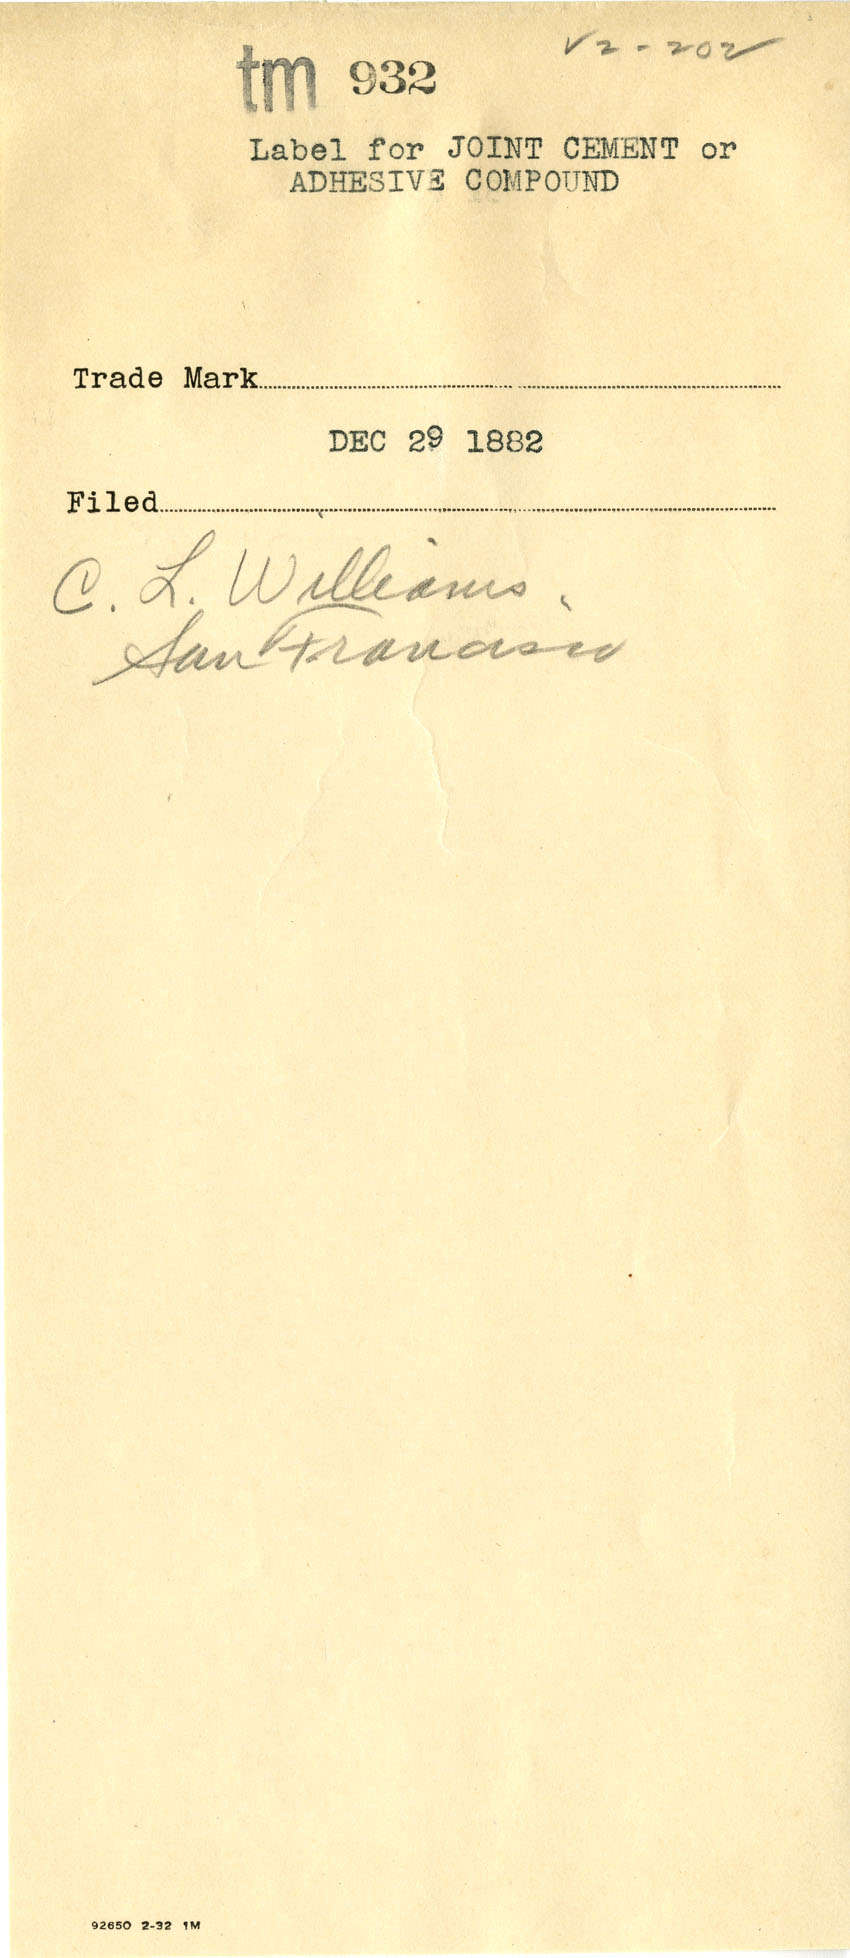 V2-202
tm 932
Label for JOINT CEMENT or
ADHESIVE COMPOUND
Trade Mark
DEC 29 1882
Filed
C. L. Williams.
San Francisco
92650 2-32 1M